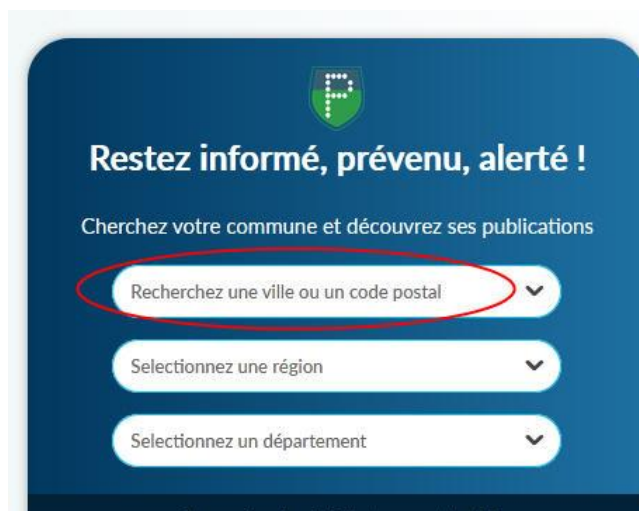 P
Restez informé, prévenu, alerté !
Cherchez votre commune et découvrez ses publications
Recherchez une ville ou un code postal
Selectionnez une région
Selectionnez un département